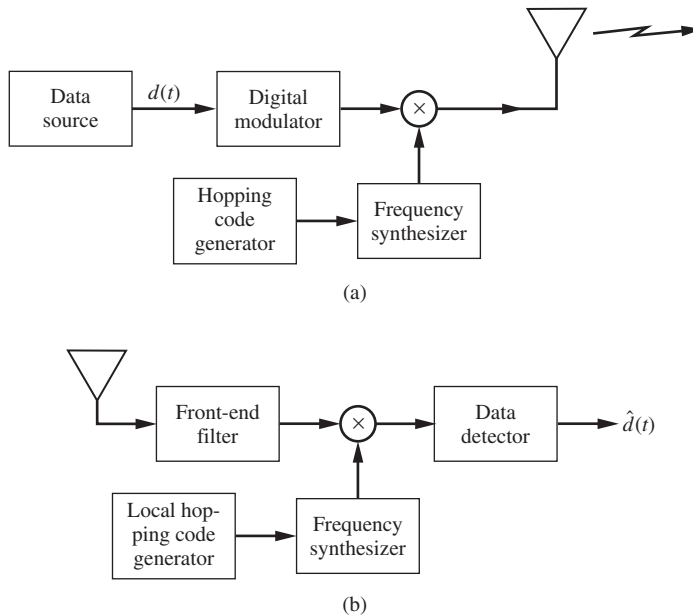 Data
source
d(t)
Digital
modulator
×
Hopping
code
generator
Frequency
synthesizer
(a)
Front-end
filter
×
Data
detector
d̂(t)
Local hop-
ping code
generator
Frequency
synthesizer
(b)